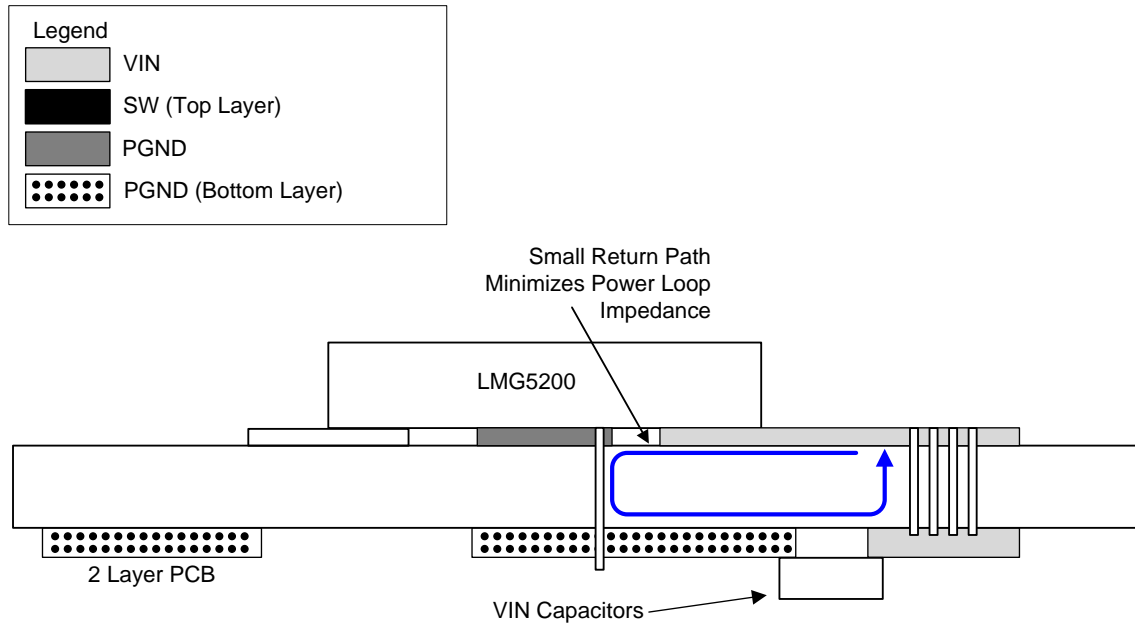 Legend
VIN
SW (Top Layer)
PGND
PGND (Bottom Layer)
Small Return Path
Minimizes Power Loop
Impedance
LMG5200
2 Layer PCB
VIN Capacitors